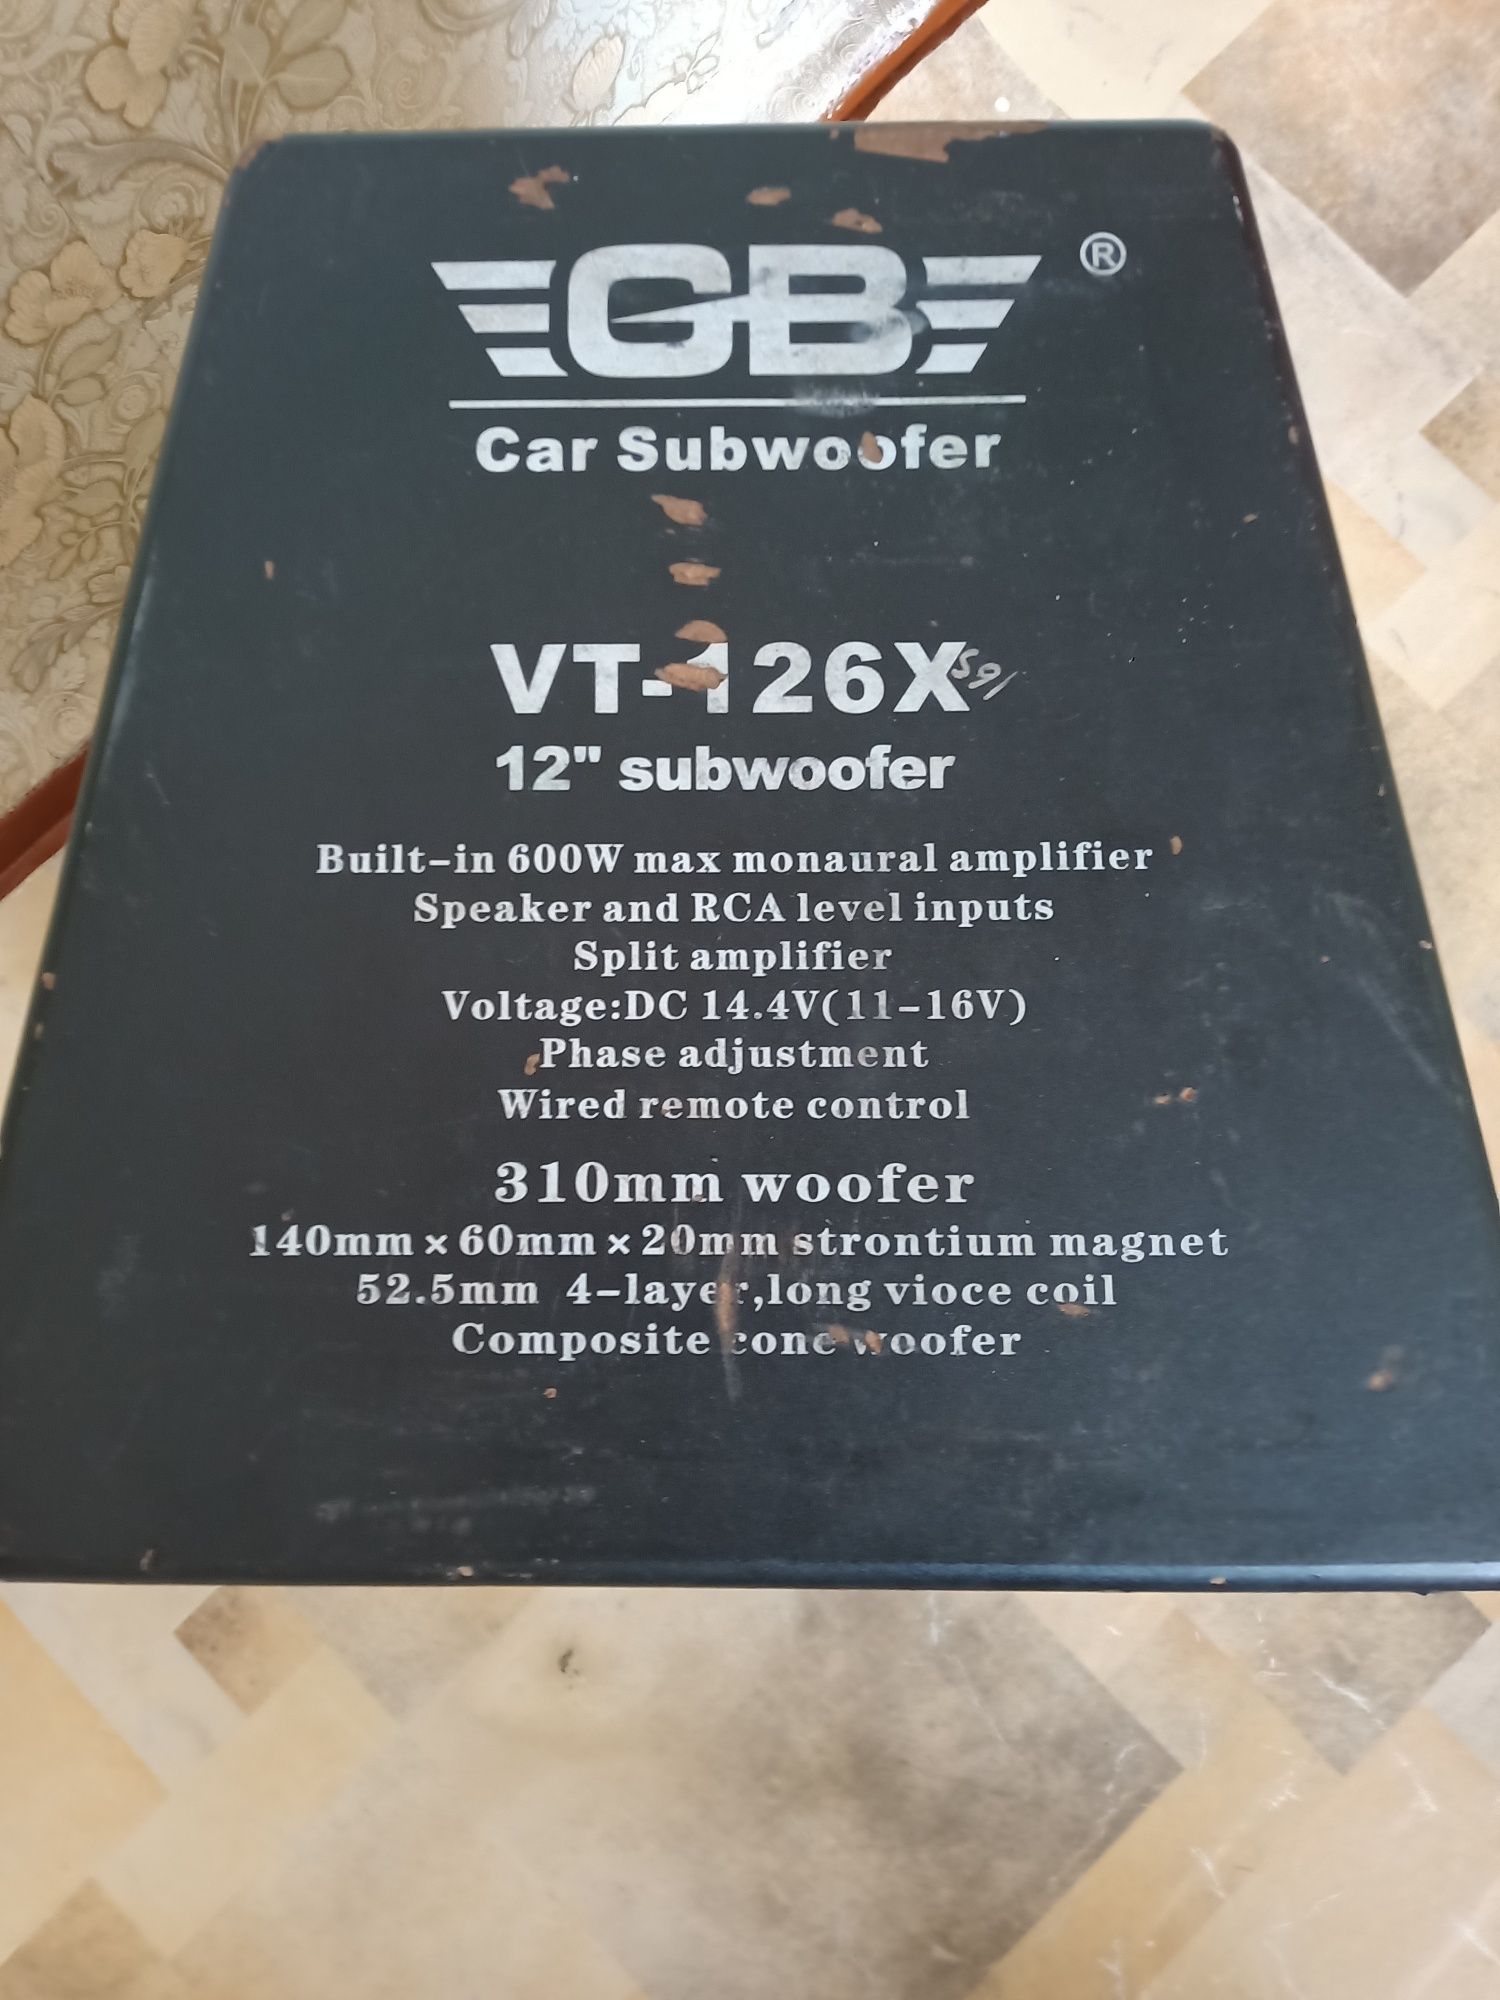 GB ®
Car Subwoofer
VT-126X
12" subwoofer
Built-in 600W max monaural amplifier
Speaker and RCA level inputs
Split amplifier
Voltage:DC 14.4V(11-16V)
Phase adjustment
Wired remote control
310mm woofer
140mm×60mm×20mm strontium magnet
52.5mm 4-layer,long vioce coil
Composite cone woofer